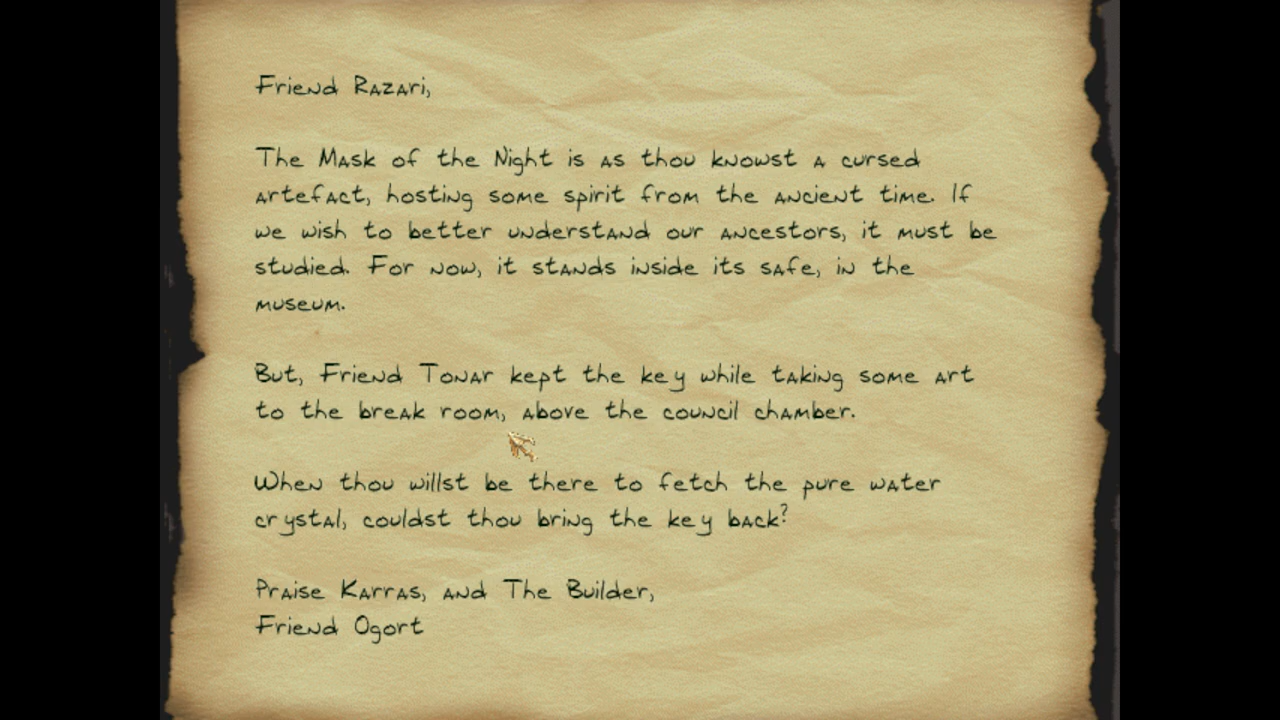 Friend Razari,
The Mask of the Night is as thou knowst a cursed
artefact, hosting some spirit from the ancient time. If
we wish to better understand our ancestors, it must be
studied. For now, it stands inside its safe, in the
museum.
But, Friend Tonar kept the key while taking some art
to the break room, above the council chamber.
When thou willst be there to fetch the pure water
crystal, couldst thou bring the key back?
Praise Karras, and The Builder,
Friend Ogort